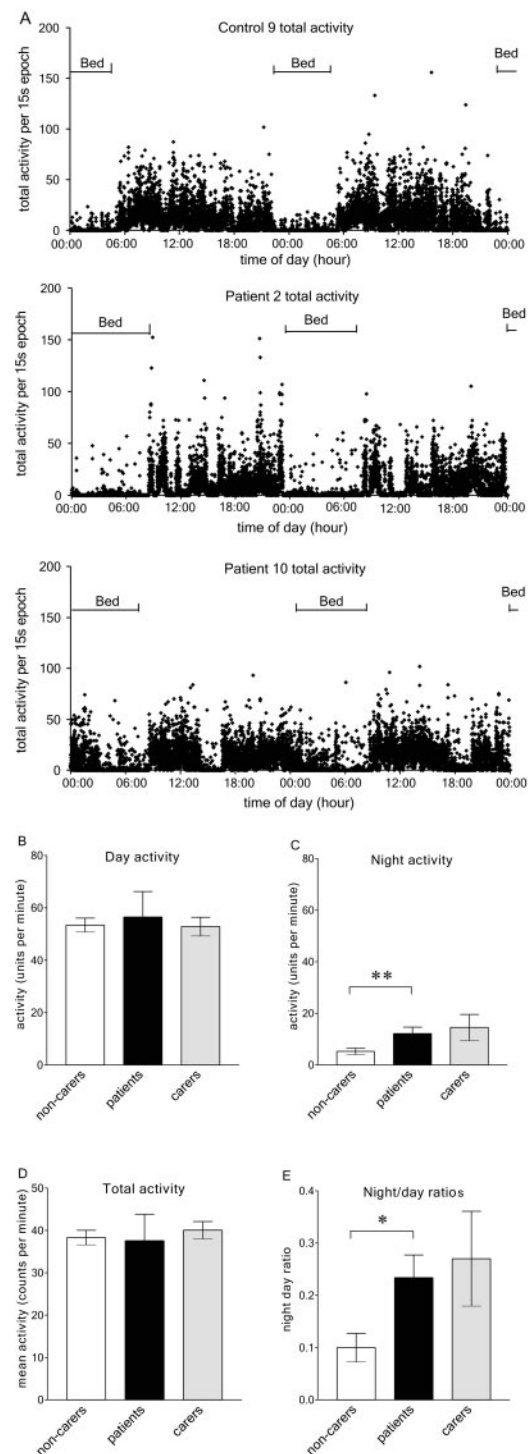 A
Control 9 total activity
200
150
100
50
0
total activity per 15s epoch
Bed
Bed
Bed
00:00 06:00 12:00 18:00 00:00 06:00 12:00 18:00 00:00
time of day (hour)
Patient 2 total activity
200
150
100
50
0
total activity per 15s epoch
Bed
Bed
Bed
00:00 06:00 12:00 18:00 00:00 06:00 12:00 18:00 00:00
time of day (hour)
Patient 10 total activity
200
150
100
50
0
total activity per 15s epoch
Bed
Bed
Bed
00:00 06:00 12:00 18:00 00:00 06:00 12:00 18:00 00:00
time of day (hour)
B
Day activity
80
60
40
20
0
activity (units per minute)
non-carers
patients
carers
C
Night activity
80
60
40
20
0
activity (units per minute)
**
non-carers
patients
carers
D
Total activity
50
40
30
20
10
0
mean activity (counts per minute)
non-carers
patients
carers
E
Night/day ratios
0.4
0.3
0.2
0.1
0.0
night day ratio
*
non-carers
patients
carers